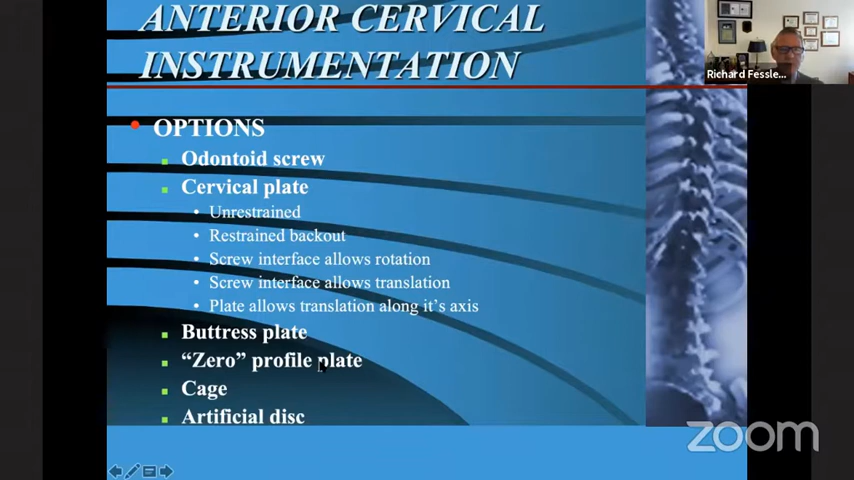 ANTERIOR CERVICAL
INSTRUMENTATION
Richard Fessle...
OPTIONS
Odontoid screw
Cervical plate
Unrestrained
Restrained backout
Screw interface allows rotation
Screw interface allows translation
Plate allows translation along it's axis
Buttress plate
“Zero” profile plate
Cage
Artificial disc
zoom